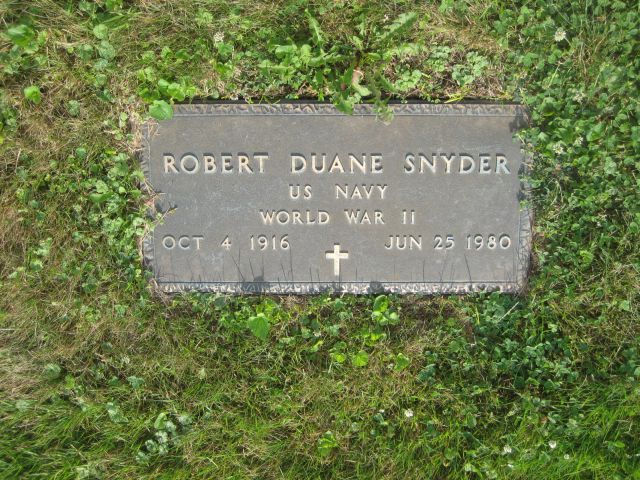 ROBERT DUANE SNYDER
US NAVY
WORLD WAR II
OCT 4 1916 JUN 25 1980